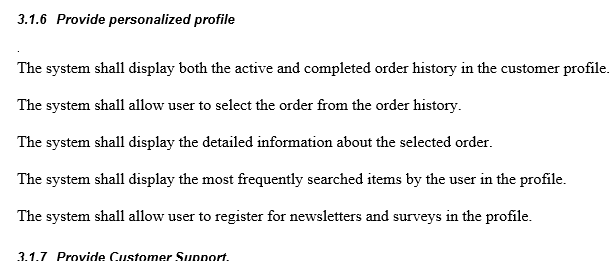 3.1.6 Provide personalized profile
.
The system shall display both the active and completed order history in the customer profile.
The system shall allow user to select the order from the order history.
The system shall display the detailed information about the selected order.
The system shall display the most frequently searched items by the user in the profile.
The system shall allow user to register for newsletters and surveys in the profile.
3.1.7 Provide Customer Support.